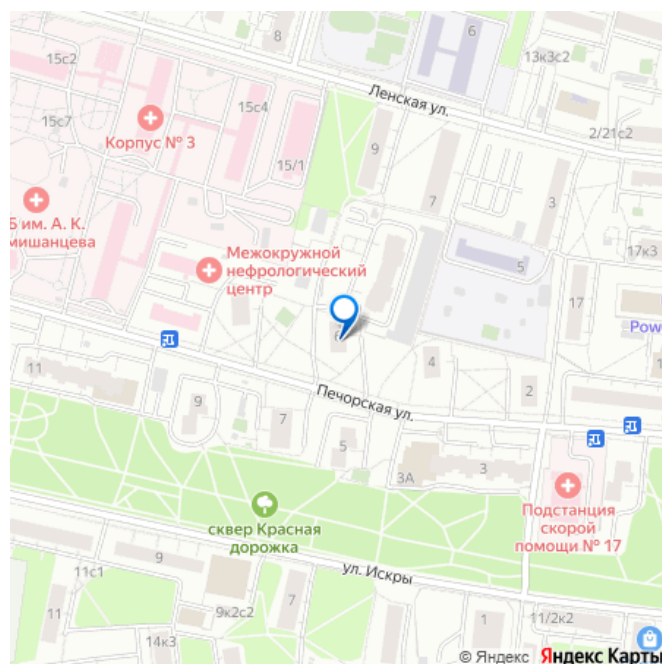 15с2
8
6
13к3с2
Ленская ул.
15с4
15с7
Корпус № 3
2/21с2
9
15/1
7
3
Б им. А. К.
мишанцева
Межокружной
нефрологический
центр
17к3
5
17
Pow
4
11
2
Печорская ул.
9
7
5
3А
3
Подстанция
скорой
помощи № 17
сквер Красная
дорожка
9
ул. Искры
11с1
11
9к2с2
7
1
11/2к2
14к3
© Яндекс
Яндекс Карты